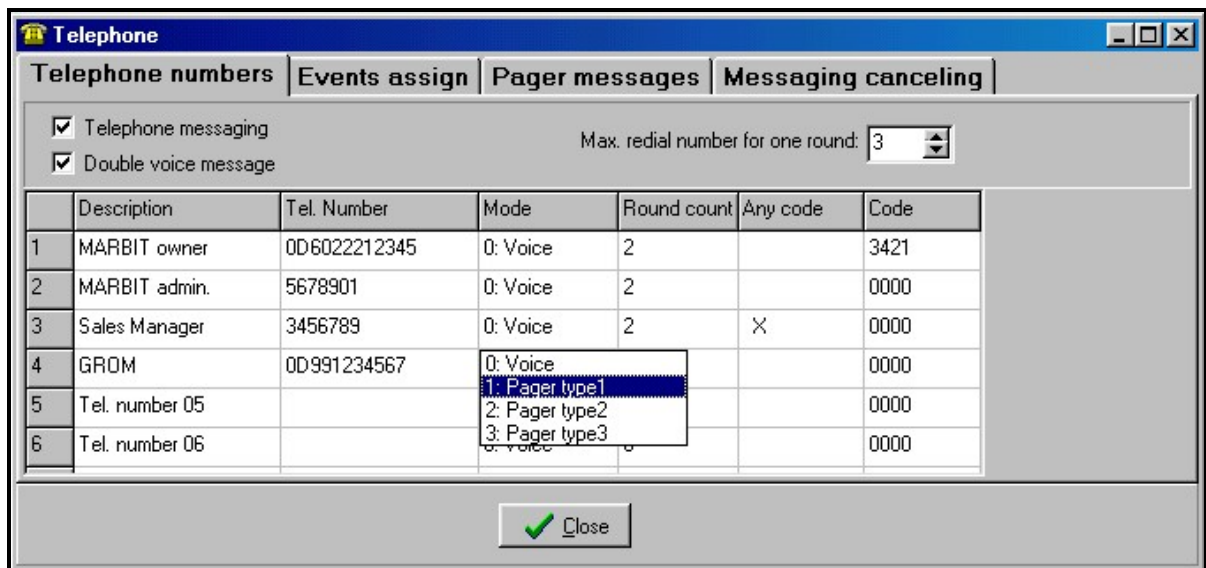 Telephone
Telephone numbers Events assign Pager messages Messaging canceling
Telephone messaging
Max. redial number for one round: 3
Double voice message
Description Tel. Number Mode Round count Any code Code
1 MARBIT owner 0D6022212345 0: Voice 2 3421
2 MARBIT admin. 5678901 0: Voice 2 0000
3 Sales Manager 3456789 0: Voice 2 X 0000
4 GROM 0D991234567 0: Voice 0000
1: Pager type1
5 Tel. number 05 2: Pager type2 0000
3: Pager type3
6 Tel. number 06 0: Voice 0000
Close